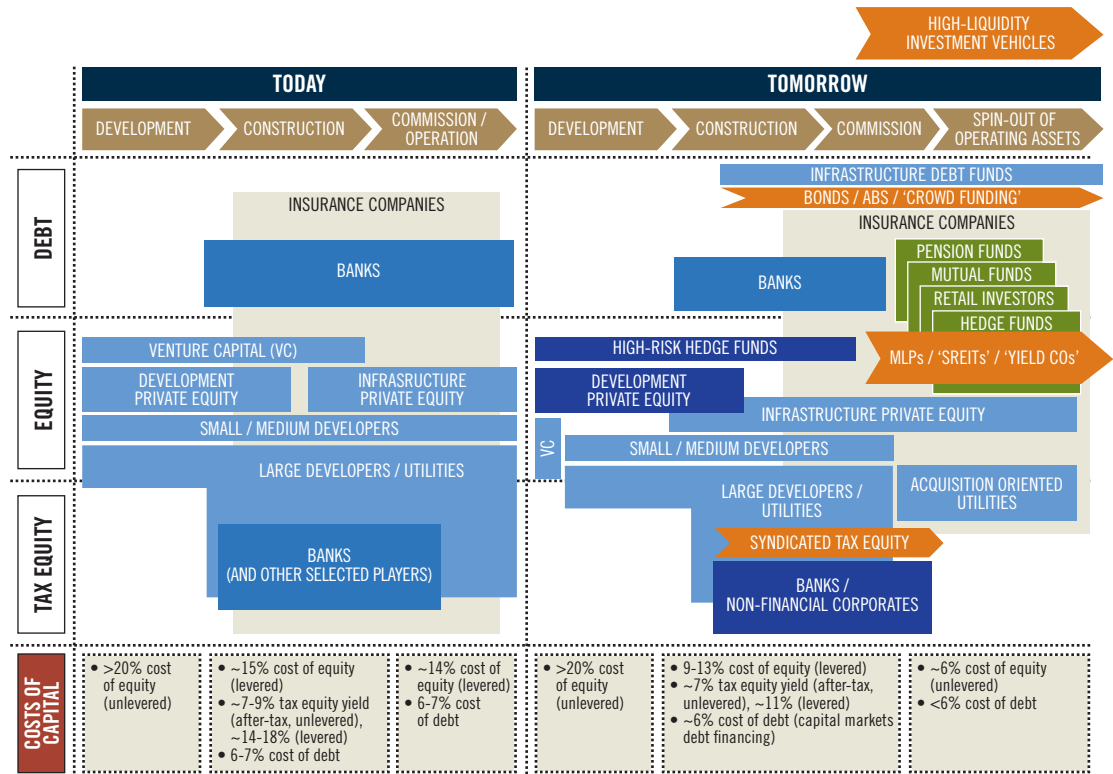 HIGH-LIQUIDITY
INVESTMENT VEHICLES
TODAY
TOMORROW
DEVELOPMENT
CONSTRUCTION
COMMISSION /
OPERATION
DEVELOPMENT
CONSTRUCTION
COMMISSION
SPIN-OUT OF
OPERATING ASSETS
DEBT
INSURANCE COMPANIES
BANKS
INFRASTRUCTURE DEBT FUNDS
BONDS / ABS / ‘CROWD FUNDING’
INSURANCE COMPANIES
BANKS
PENSION FUNDS
MUTUAL FUNDS
RETAIL INVESTORS
HEDGE FUNDS
EQUITY
VENTURE CAPITAL (VC)
DEVELOPMENT
PRIVATE EQUITY
INFRASRUCTURE
PRIVATE EQUITY
SMALL / MEDIUM DEVELOPERS
LARGE DEVELOPERS / UTILITIES
HIGH-RISK HEDGE FUNDS
MLPs / ‘SREITs’ / ‘YIELD COs’
DEVELOPMENT
PRIVATE EQUITY
INFRASTRUCTURE PRIVATE EQUITY
VC
SMALL / MEDIUM DEVELOPERS
LARGE DEVELOPERS /
UTILITIES
ACQUISITION ORIENTED
UTILITIES
TAX EQUITY
BANKS
(AND OTHER SELECTED PLAYERS)
SYNDICATED TAX EQUITY
BANKS /
NON-FINANCIAL CORPORATES
COSTS OF
CAPITAL
• >20% cost
of equity
(unlevered)
• ~15% cost of equity
(levered)
• ~7-9% tax equity yield
(after-tax, unlevered),
~14-18% (levered)
• 6-7% cost of debt
• ~14% cost of
equity (levered)
• 6-7% cost
of debt
• >20% cost
of equity
(unlevered)
• 9-13% cost of equity (levered)
• ~7% tax equity yield (after-tax,
unlevered), ~11% (levered)
• ~6% cost of debt (capital markets
debt financing)
• ~6% cost of equity
(unlevered)
• <6% cost of debt